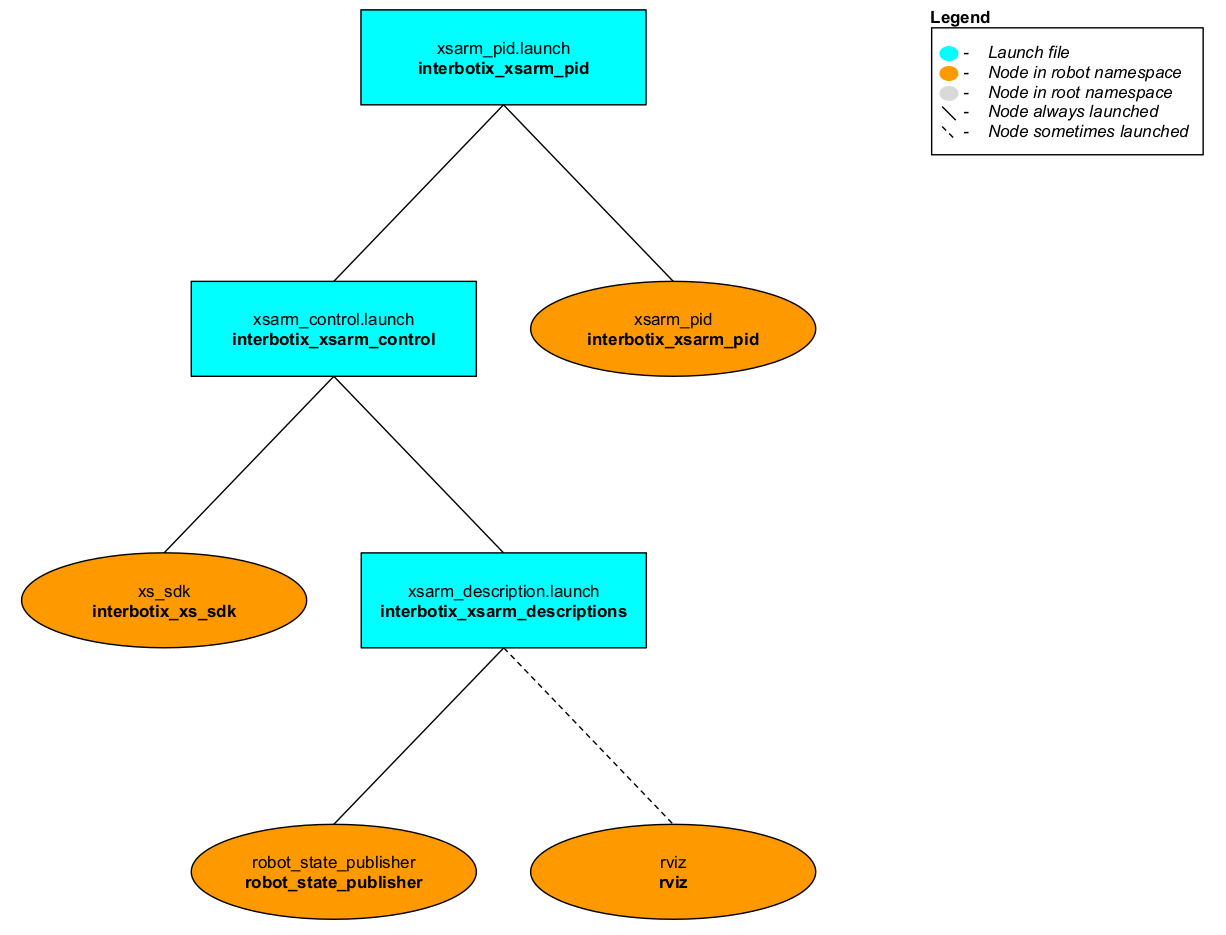 xsarm_pid.launch
interbotix_xsarm_pid
Legend
- Launch file
- Node in robot namespace
- Node in root namespace
- Node always launched
- Node sometimes launched
xsarm_control.launch
interbotix_xsarm_control
xsarm_pid
interbotix_xsarm_pid
xs_sdk
interbotix_xs_sdk
xsarm_description.launch
interbotix_xsarm_descriptions
robot_state_publisher
robot_state_publisher
rviz
rviz